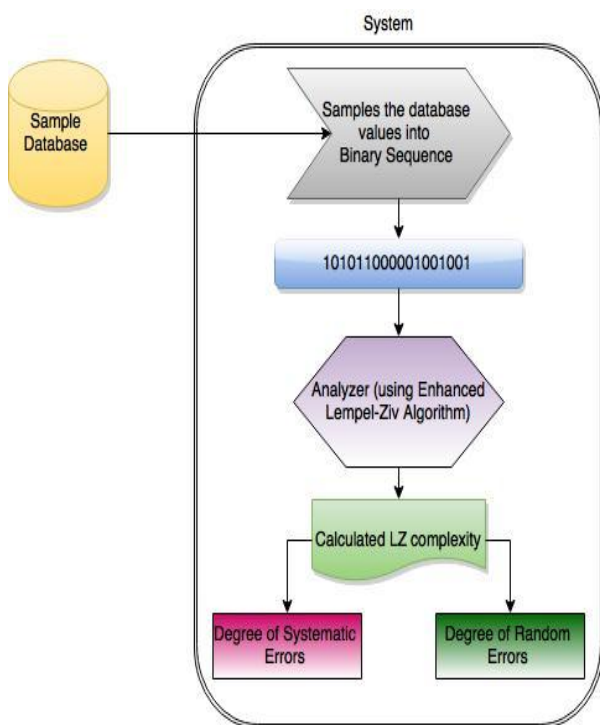 System
Sample
Database
Samples the database
values into
Binary Sequence
101011000001001001
Analyzer (using Enhanced
Lempel-Ziv Algorithm)
Calculated LZ complexity
Degree of Systematic
Errors
Degree of Random
Errors